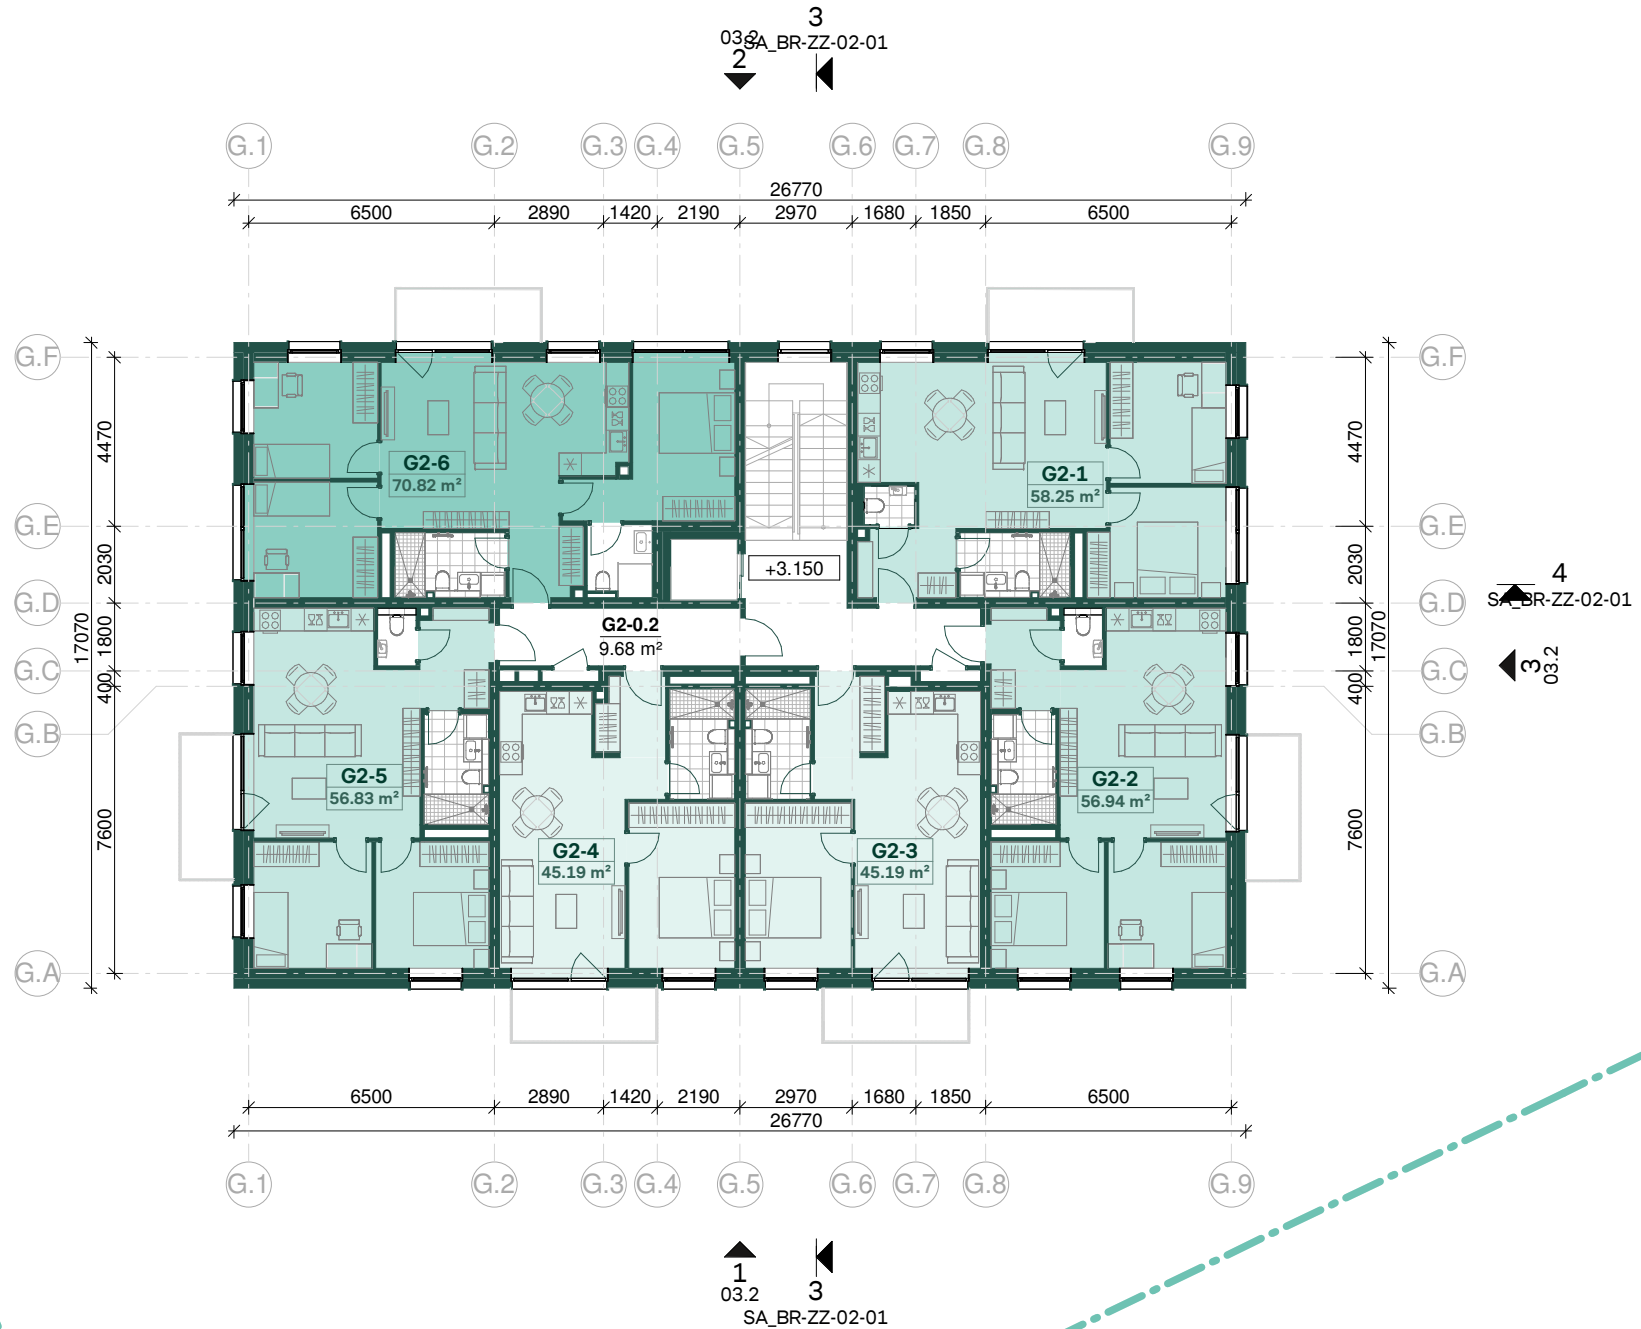 3
03.2
SA_BR-ZZ-02-01
2
G.1
G.2
G.3
G.4
G.5
G.6
G.7
G.8
G.9
26770
6500
2890
1420
2190
2970
1680
1850
6500
G.F
G.E
G.D
G.C
G.B
G.A
4470
2030
1800
400
7600
17070
G2-6
70.82 m²
G2-1
58.25 m²
+3.150
G2-0.2
9.68 m²
G2-5
56.83 m²
G2-4
45.19 m²
G2-3
45.19 m²
G2-2
56.94 m²
4470
2030
1800
400
7600
17070
G.F
G.E
G.D
G.C
G.B
G.A
4
SA_BR-ZZ-02-01
3
03.2
6500
2890
1420
2190
2970
1680
1850
6500
26770
G.1
G.2
G.3
G.4
G.5
G.6
G.7
G.8
G.9
1
03.2
3
SA_BR-ZZ-02-01